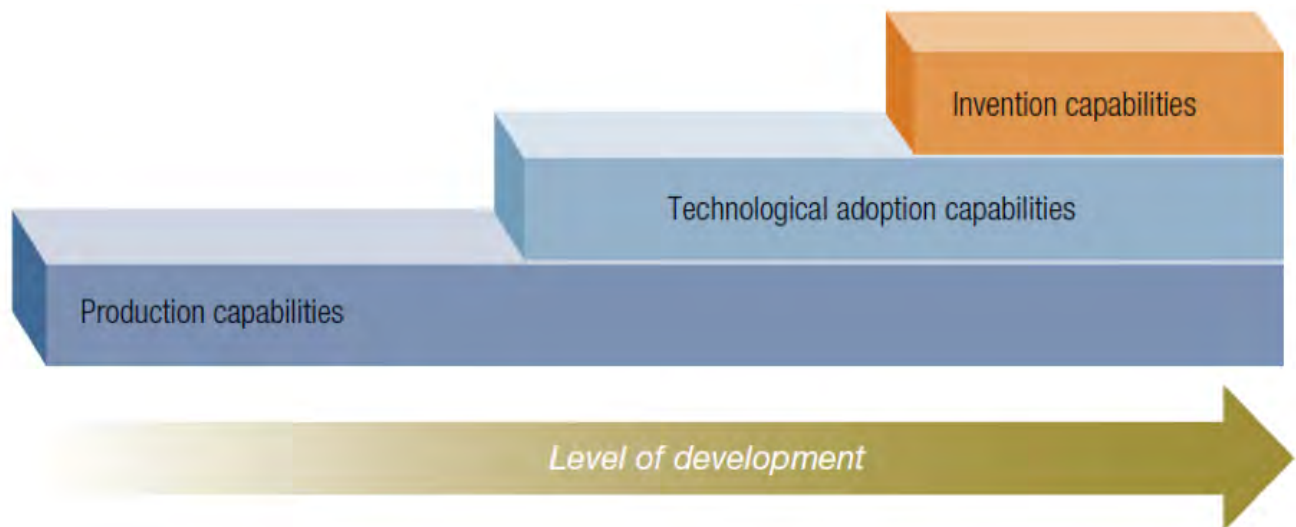 Invention capabilities
Technological adoption capabilities
Production capabilities
Level of development